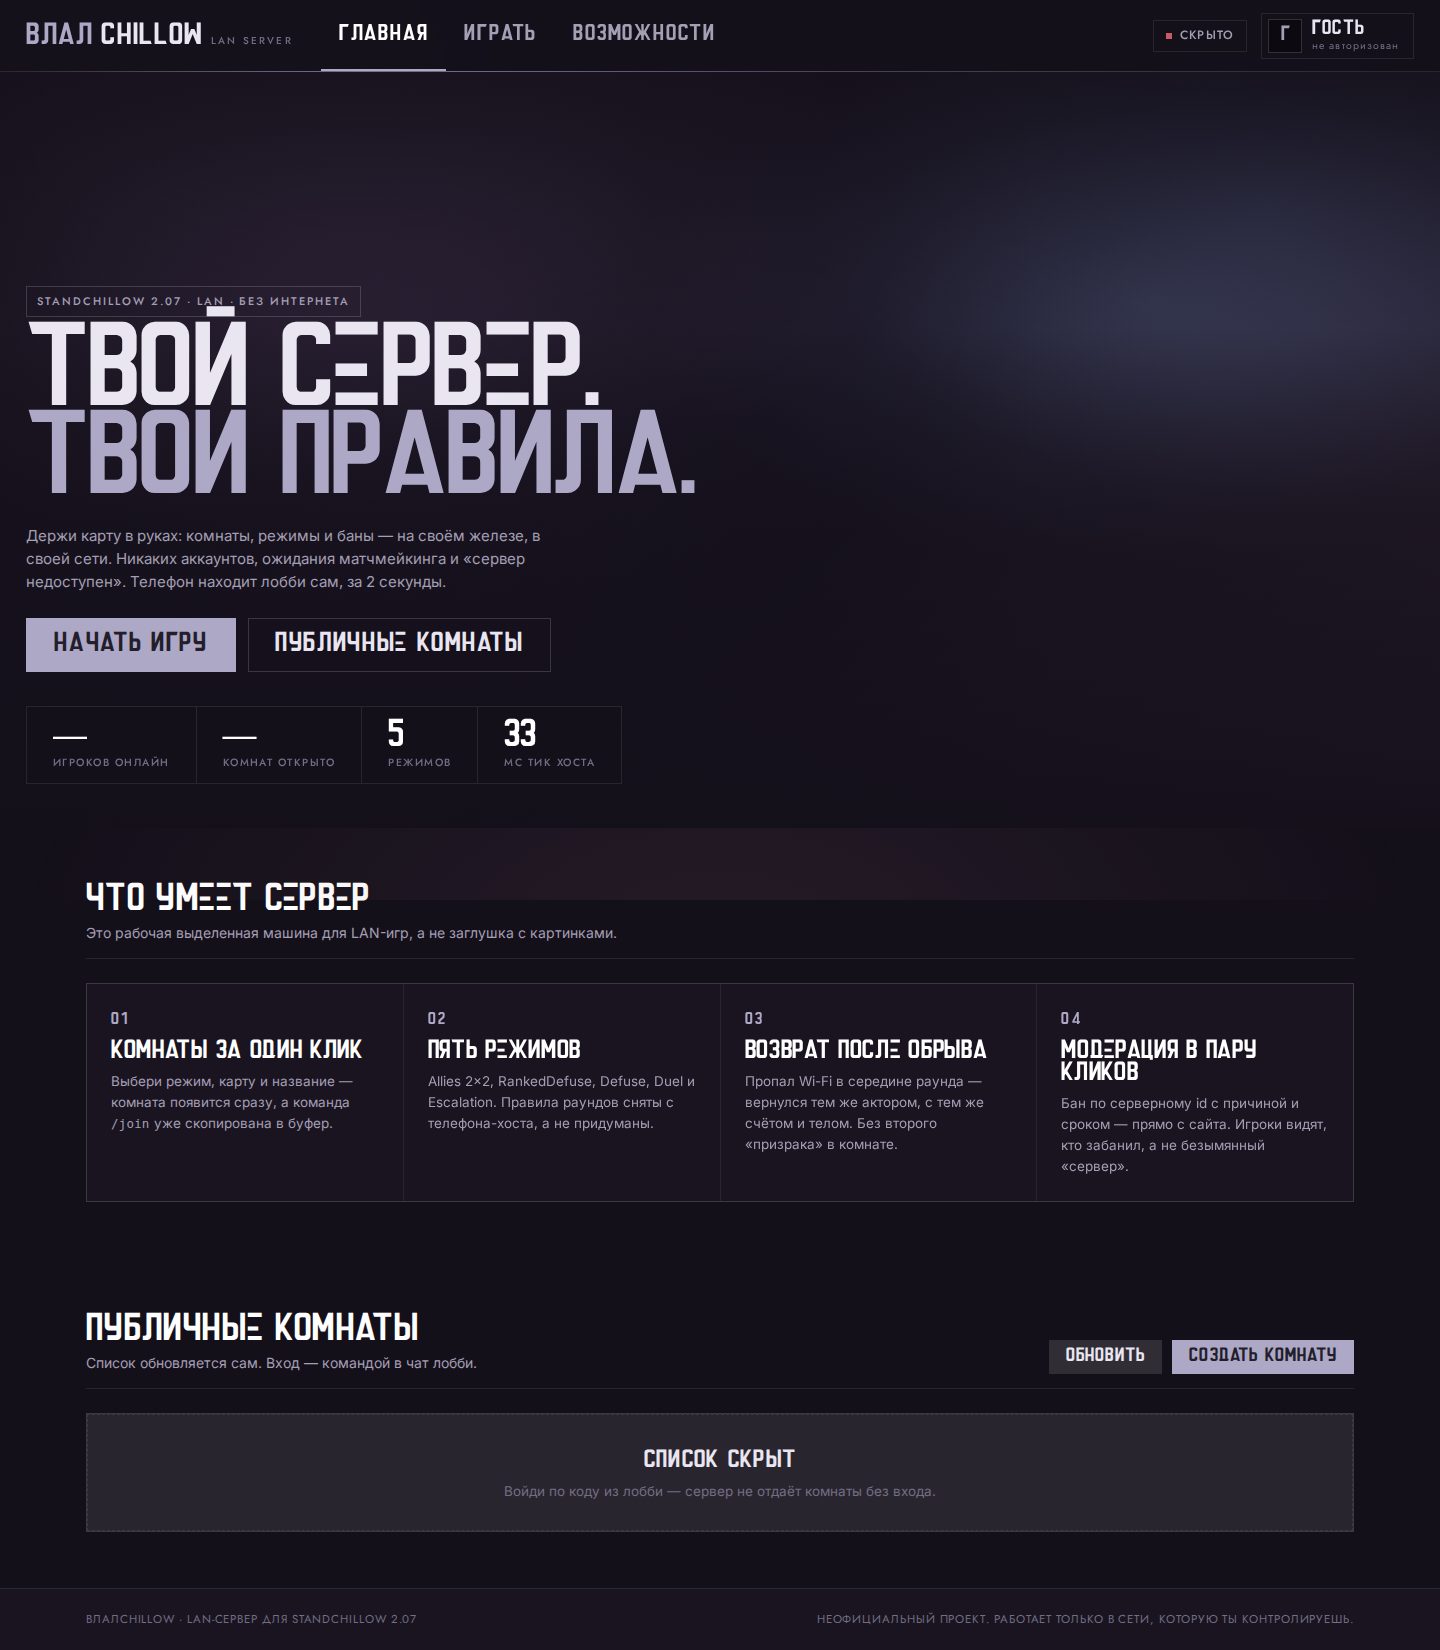 ВЛАЛ CHILLOW LAN SERVER
ГЛАВНАЯ ИГРАТЬ ВОЗМОЖНОСТИ
СКРЫТО
Г
ГОСТЬ
не авторизован
STANDCHILLOW 2.07 · LAN · БЕЗ ИНТЕРНЕТА
ТВОЙ СЕРВЕР.
ТВОИ ПРАВИЛА.
Держи карту в руках: комнаты, режимы и баны — на своём железе, в
своей сети. Никаких аккаунтов, ожидания матчмейкинга и «сервер
недоступен». Телефон находит лобби сам, за 2 секунды.
НАЧАТЬ ИГРУ ПУБЛИЧНЫЕ КОМНАТЫ
— — 5 33
ИГРОКОВ ОНЛАЙН КОМНАТ ОТКРЫТО РЕЖИМОВ МС ТИК ХОСТА
ЧТО УМЕЕТ СЕРВЕР
Это рабочая выделенная машина для LAN-игр, а не заглушка с картинками.
01
КОМНАТЫ ЗА ОДИН КЛИК
Выбери режим, карту и название —
комната появится сразу, а команда
/join уже скопирована в буфер.
02
ПЯТЬ РЕЖИМОВ
Allies 2×2, RankedDefuse, Defuse, Duel и
Escalation. Правила раундов сняты с
телефона-хоста, а не придуманы.
03
ВОЗВРАТ ПОСЛЕ ОБРЫВА
Пропал Wi-Fi в середине раунда —
вернулся тем же актором, с тем же
счётом и телом. Без второго
«призрака» в комнате.
04
МОДЕРАЦИЯ В ПАРУ
КЛИКОВ
Бан по серверному id с причиной и
сроком — прямо с сайта. Игроки видят,
кто забанил, а не безымянный
«сервер».
ПУБЛИЧНЫЕ КОМНАТЫ
Список обновляется сам. Вход — командой в чат лобби.
ОБНОВИТЬ СОЗДАТЬ КОМНАТУ
СПИСОК СКРЫТ
Войди по коду из лобби — сервер не отдаёт комнаты без входа.
ВЛАЛCHILLOW · LAN-СЕРВЕР ДЛЯ STANDCHILLOW 2.07
НЕОФИЦИАЛЬНЫЙ ПРОЕКТ. РАБОТАЕТ ТОЛЬКО В СЕТИ, КОТОРУЮ ТЫ КОНТРОЛИРУЕШЬ.